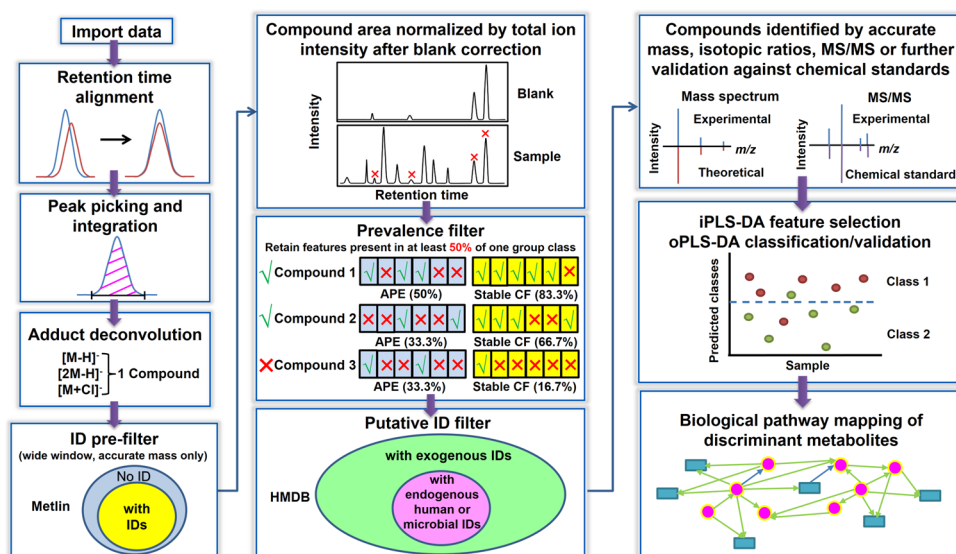 Import data
Retention time
alignment
Peak picking and
integration
Adduct deconvolution
[M-H]-
[2M-H]-
[M+Cl]-
1 Compound
ID pre-filter
(wide window, accurate mass only)
No ID
Metlin
with
IDs
Compound area normalized by total ion
intensity after blank correction
Intensity
Blank
Sample
Retention time
Prevalence filter
Retain features present in at least 50% of one group class
Compound 1
APE (50%)
Stable CF (83.3%)
Compound 2
APE (33.3%)
Stable CF (66.7%)
Compound 3
APE (33.3%)
Stable CF (16.7%)
Putative ID filter
with exogenous IDs
HMDB
with
endogenous
human or
microbial IDs
Compounds identified by accurate
mass, isotopic ratios, MS/MS or further
validation against chemical standards
Mass spectrum
Experimental
Intensity
m/z
Theoretical
MS/MS
Experimental
Intensity
m/z
Chemical standard
iPLS-DA feature selection
oPLS-DA classification/validation
Predicted classes
Class 1
Class 2
Sample
Biological pathway mapping of
discriminant metabolites